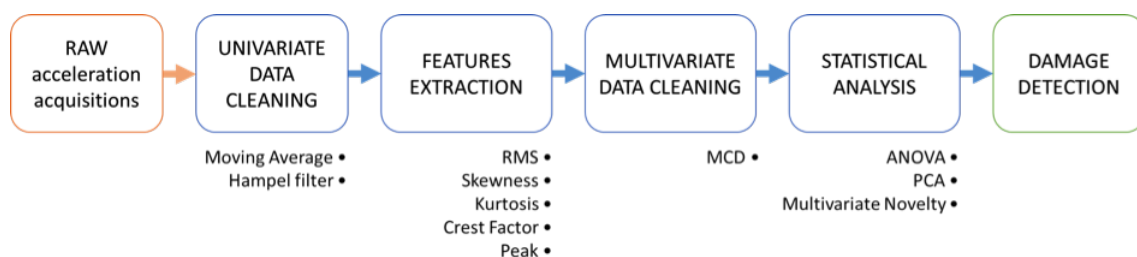 RAW
acceleration
acquisitions
UNIVARIATE
DATA
CLEANING
FEATURES
EXTRACTION
MULTIVARIATE
DATA CLEANING
STATISTICAL
ANALYSIS
DAMAGE
DETECTION
Moving Average •
Hampel filter •
RMS •
Skewness •
Kurtosis •
Crest Factor •
Peak •
MCD •
ANOVA •
PCA •
Multivariate Novelty •